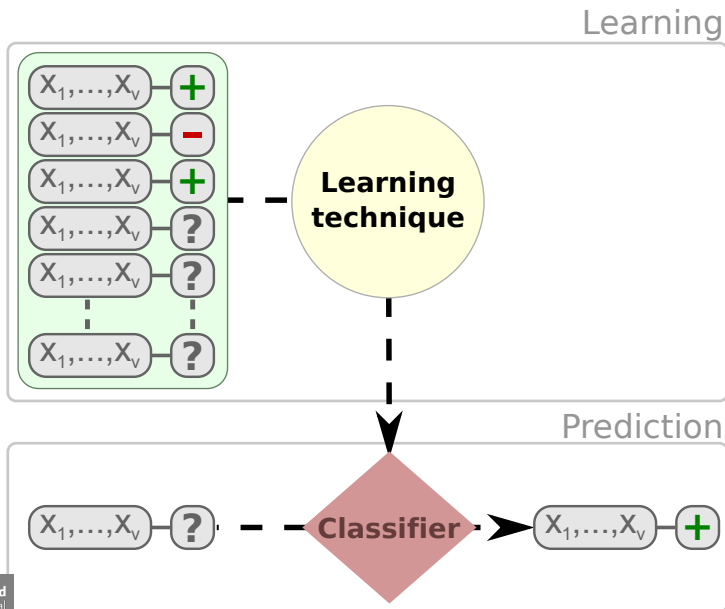 Learning
X₁,...,Xᵥ +
X₁,...,Xᵥ -
X₁,...,Xᵥ +
X₁,...,Xᵥ ?
X₁,...,Xᵥ ?
X₁,...,Xᵥ ?
Learning
technique
Prediction
X₁,...,Xᵥ ?
Classifier
X₁,...,Xᵥ +